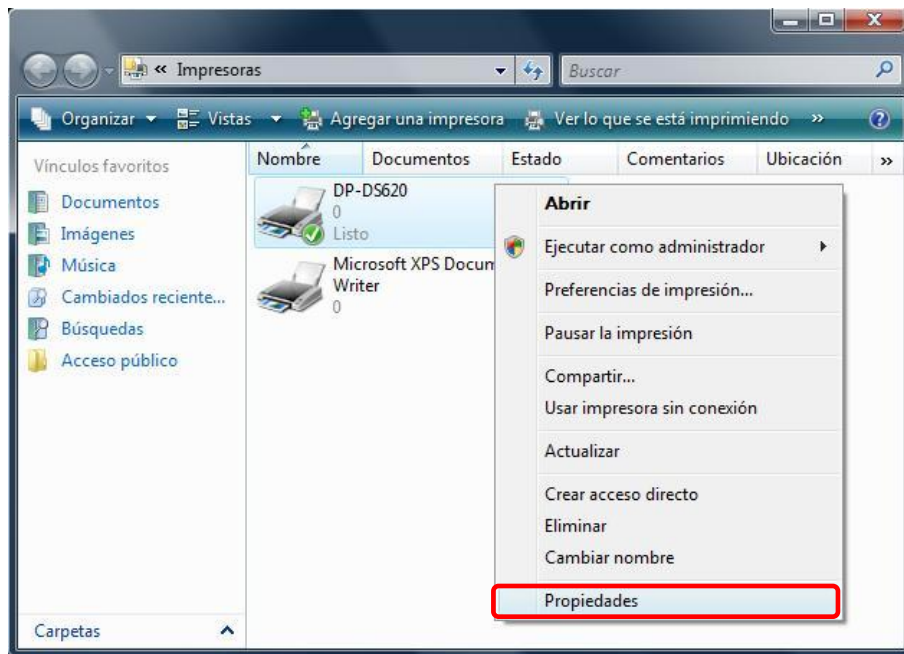 « Impresoras
Buscar
Organizar
Vistas
Agregar una impresora
Ver lo que se está imprimiendo
»
?
Vínculos favoritos
Documentos
Imágenes
Música
Cambiados reciente...
Búsquedas
Acceso público
Carpetas
Nombre
Documentos
Estado
Comentarios
Ubicación
»
DP-DS620
0
Listo
Microsoft XPS Docum
Writer
0
Abrir
Ejecutar como administrador
Preferencias de impresión...
Pausar la impresión
Compartir...
Usar impresora sin conexión
Actualizar
Crear acceso directo
Eliminar
Cambiar nombre
Propiedades